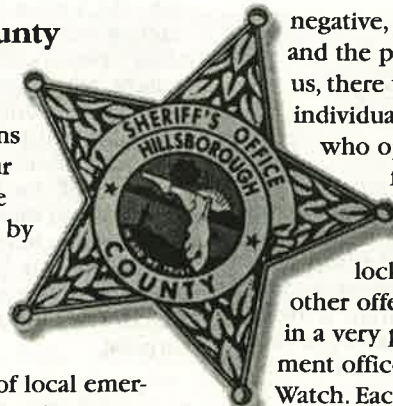 unty
ns
ur
e
by
of local emer-
SHERIFF'S OFFICE
HILLSBOROUGH
COUNTY
negative,
and the p
us, there
individua
who o
f
lock
other offe
in a very p
ment offic
Watch. Eac